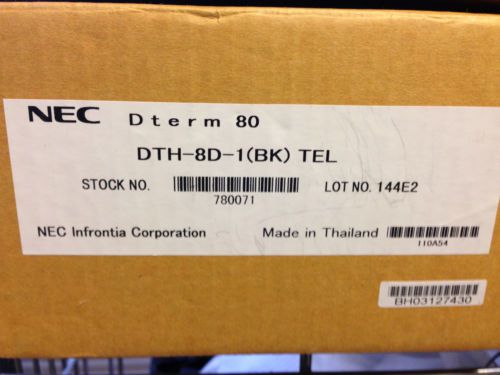 NEC Dterm 80
DTH-8D-1(BK) TEL
STOCK NO. 780071 LOT NO. 144E2
NEC Infrontia Corporation Made in Thailand 110A54
BH03127430